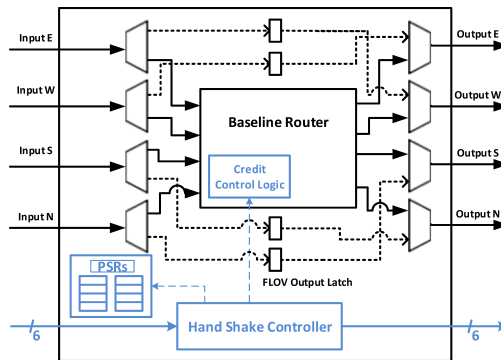 Input E
Output E
Input W
Output W
Baseline Router
Input S
Output S
Credit
Control Logic
Input N
Output N
PSRs
FLOV Output Latch
Hand Shake Controller
6
6